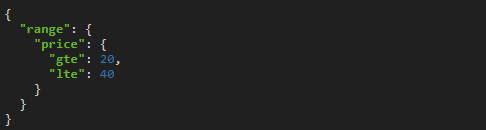 {
  "range": {
    "price": {
      "gte": 20,
      "lte": 40
    }
  }
}